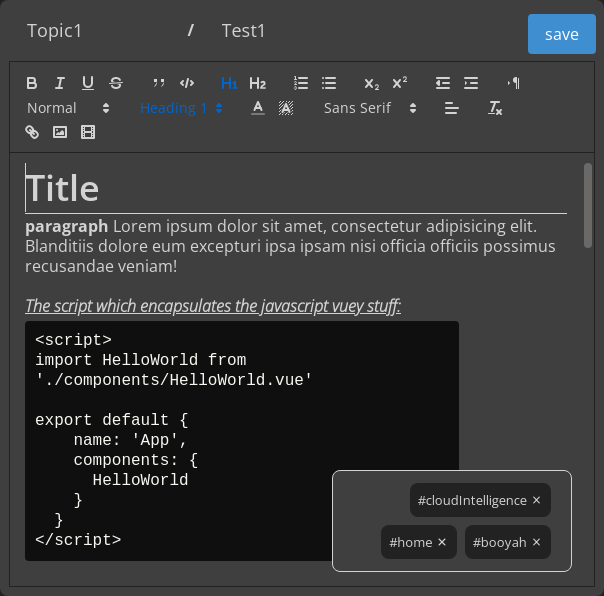 Topic1 / Test1 save
B I U S ” </> H1 H2 x₂ x² ¶
Normal Heading 1 A A Sans Serif Tx
Title
paragraph Lorem ipsum dolor sit amet, consectetur adipisicing elit.
Blanditiis dolore eum excepturi ipsa ipsam nisi officia officiis possimus
recusandae veniam!
The script which encapsulates the javascript vuey stuff:
<script>
import HelloWorld from
'./components/HelloWorld.vue'
export default {
    name: 'App',
    components: {
      HelloWorld
    }
  }
</script>
#cloudIntelligence ×
#home × #booyah ×